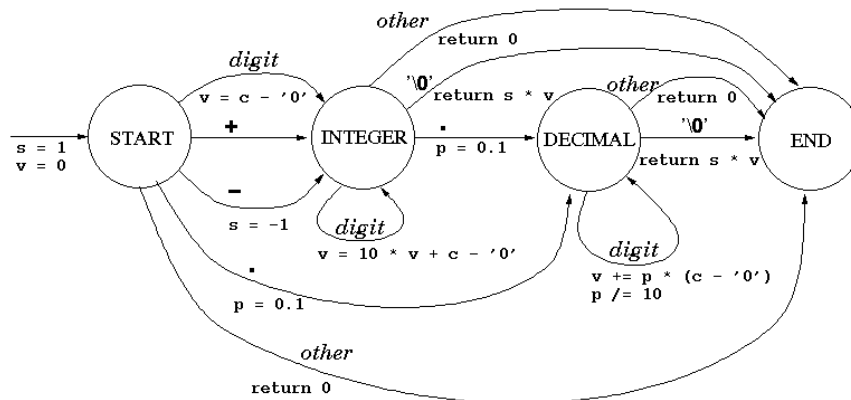 other
return 0
digit
v = c - '0'
'\0'
return s * v
other
return 0
+
.
'\0'
START
INTEGER
DECIMAL
END
s = 1
v = 0
p = 0.1
return s * v
-
s = -1
digit
v = 10 * v + c - '0'
digit
v += p * (c - '0')
p /= 10
.
p = 0.1
other
return 0